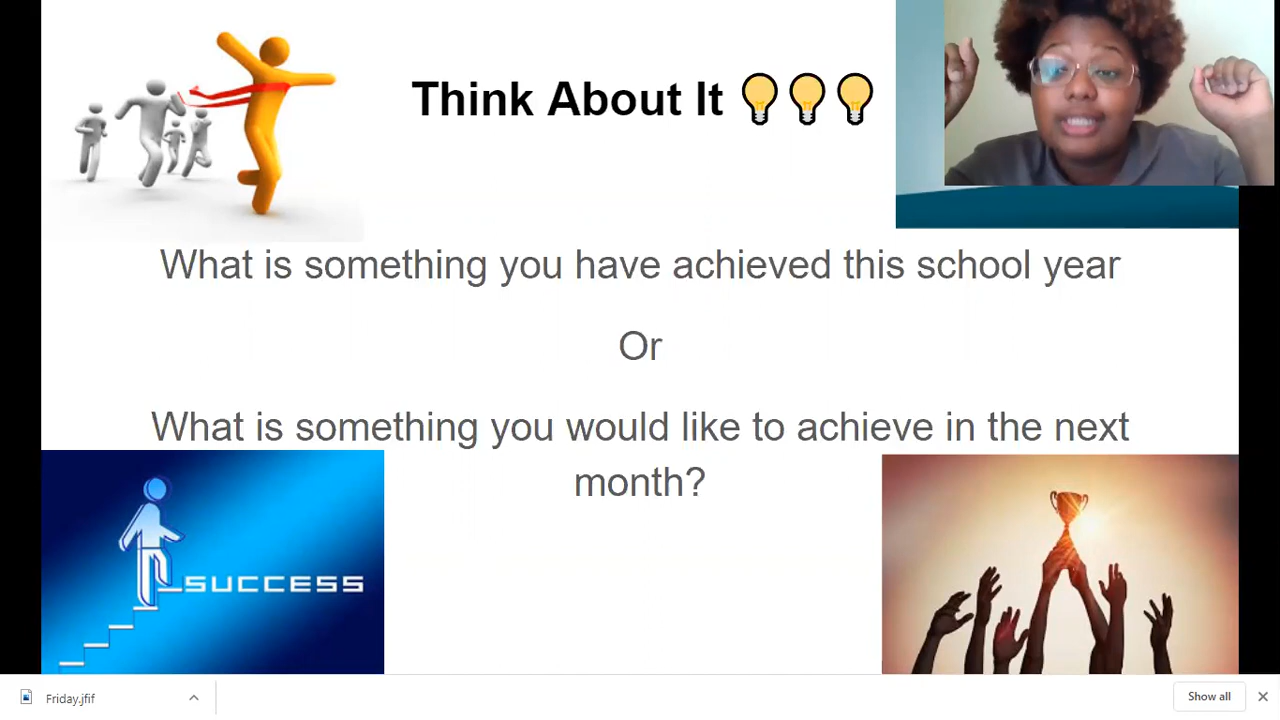 Think About It 💡💡💡
What is something you have achieved this school year
Or
What is something you would like to achieve in the next
month?
SUCCESS
Friday.jfif
Show all